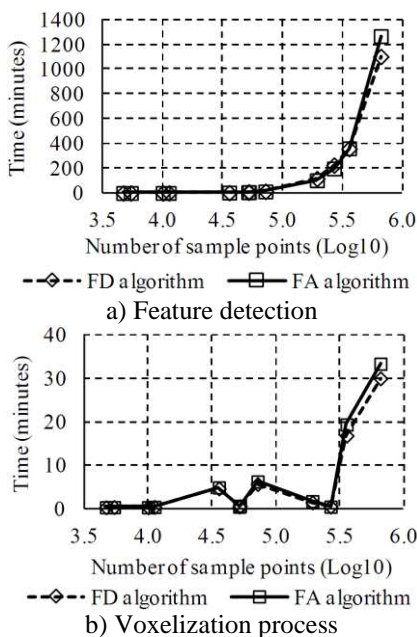 1400
1200
1000
800
600
400
200
0
Time (minutes)
3.5 4.0 4.5 5.0 5.5 6.0
Number of sample points (Log10)
FD algorithm FA algorithm
a) Feature detection
40
30
20
10
0
Time (minutes)
3.5 4.0 4.5 5.0 5.5 6.0
Number of sample points (Log10)
FD algorithm FA algorithm
b) Voxelization process